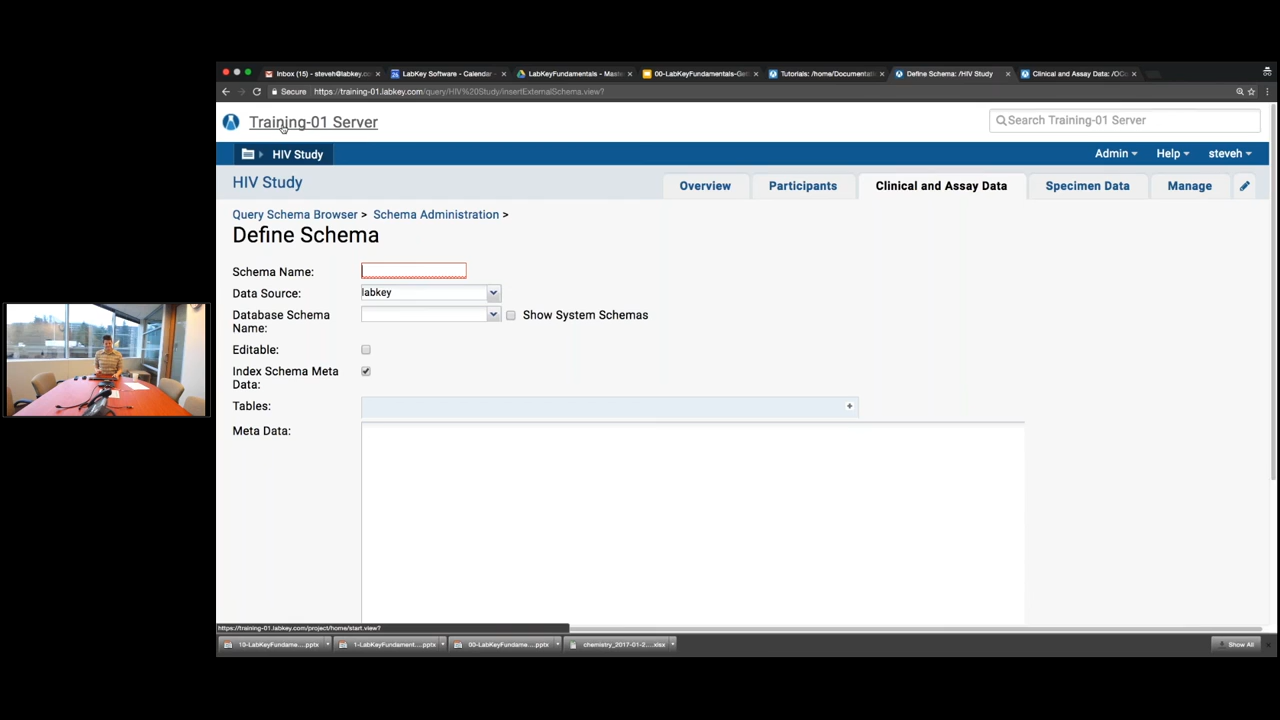 Inbox (15) - steveh@labkey.co
LabKey Software - Calendar
LabKeyFundamentals - Maste
00-LabKeyFundamentals-Get
Tutorials: /home/Documentat
Define Schema: /HIV Study
Clinical and Assay Data: /OC
Secure https://training-01.labkey.com/query/HIV%20Study/insertExternalSchema.view?
Training-01 Server
Search Training-01 Server
HIV Study
Admin
Help
steveh
HIV Study
Overview
Participants
Clinical and Assay Data
Specimen Data
Manage
Query Schema Browser > Schema Administration >
Define Schema
Schema Name:
Data Source: labkey
Database Schema
Name:
Show System Schemas
Editable:
Index Schema Meta
Data:
Tables:
Meta Data:
https://training-01.labkey.com/project/home/start.view?
10-LabKeyFundame....pptx
1-LabKeyFundament....pptx
00-LabKeyFundame....pptx
chemistry_2017-01-2....xlsx
Show All